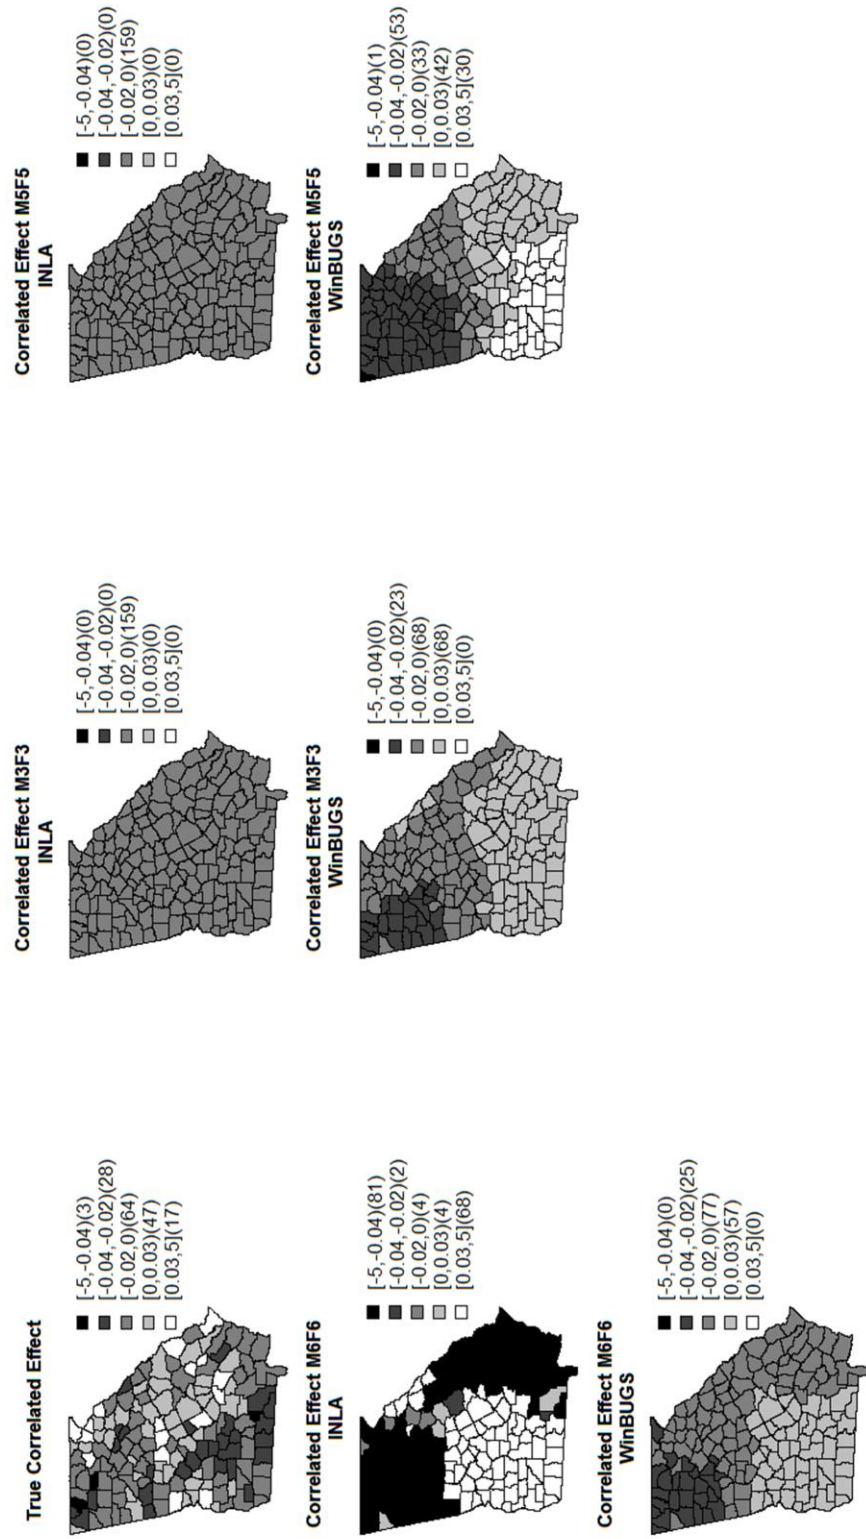 True Correlated Effect
[-5,-0.04)(3)
[-0.04,-0.02)(28)
[-0.02,0)(64)
[0,0.03)(47)
[0.03,5](17)
Correlated Effect M3F3
INLA
[-5,-0.04)(0)
[-0.04,-0.02)(0)
[-0.02,0)(159)
[0,0.03)(0)
[0.03,5](0)
Correlated Effect M5F5
INLA
[-5,-0.04)(0)
[-0.04,-0.02)(0)
[-0.02,0)(159)
[0,0.03)(0)
[0.03,5](0)
Correlated Effect M6F6
INLA
[-5,-0.04)(81)
[-0.04,-0.02)(2)
[-0.02,0)(4)
[0,0.03)(4)
[0.03,5](68)
Correlated Effect M3F3
WinBUGS
[-5,-0.04)(0)
[-0.04,-0.02)(23)
[-0.02,0)(68)
[0,0.03)(68)
[0.03,5](0)
Correlated Effect M5F5
WinBUGS
[-5,-0.04)(1)
[-0.04,-0.02)(53)
[-0.02,0)(33)
[0,0.03)(42)
[0.03,5](30)
Correlated Effect M6F6
WinBUGS
[-5,-0.04)(0)
[-0.04,-0.02)(25)
[-0.02,0)(77)
[0,0.03)(57)
[0.03,5](0)